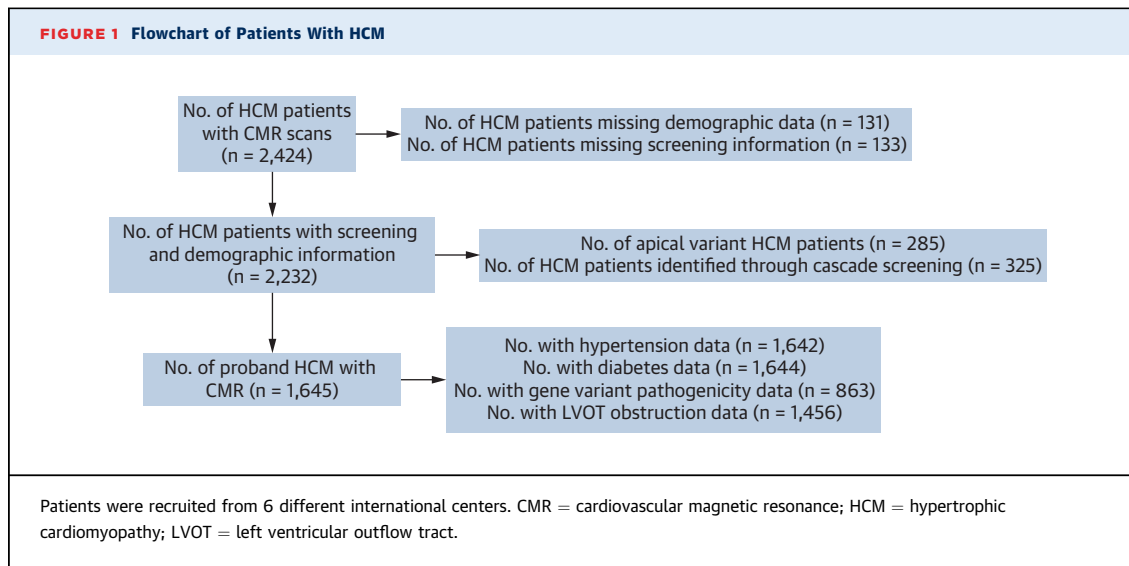 FIGURE 1 Flowchart of Patients With HCM
No. of HCM patients
with CMR scans
(n = 2,424)
No. of HCM patients missing demographic data (n = 131)
No. of HCM patients missing screening information (n = 133)
No. of HCM patients with screening
and demographic information
(n = 2,232)
No. of apical variant HCM patients (n = 285)
No. of HCM patients identified through cascade screening (n = 325)
No. of proband HCM with
CMR (n = 1,645)
No. with hypertension data (n = 1,642)
No. with diabetes data (n = 1,644)
No. with gene variant pathogenicity data (n = 863)
No. with LVOT obstruction data (n = 1,456)
Patients were recruited from 6 different international centers. CMR = cardiovascular magnetic resonance; HCM = hypertrophic
cardiomyopathy; LVOT = left ventricular outflow tract.